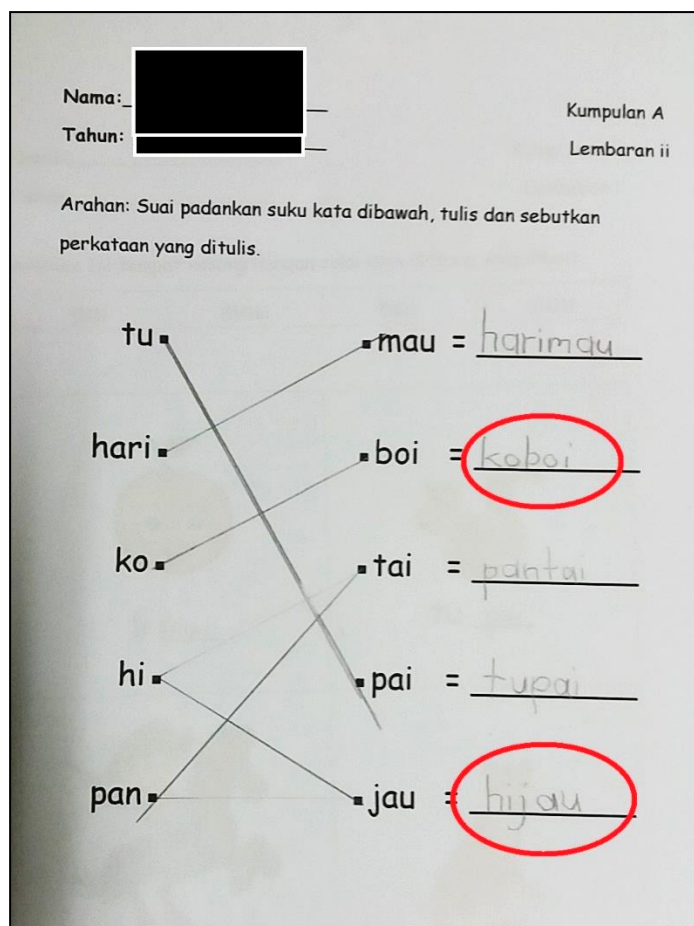 Nama:_ _
Kumpulan A
Tahun: _
Lembaran ii
Arahan: Suai padankan suku kata dibawah, tulis dan sebutkan
perkataan yang ditulis.
tu mau = harimau
hari boi = koboi
ko tai = pantai
hi pai = tupai
pan jau = hijau